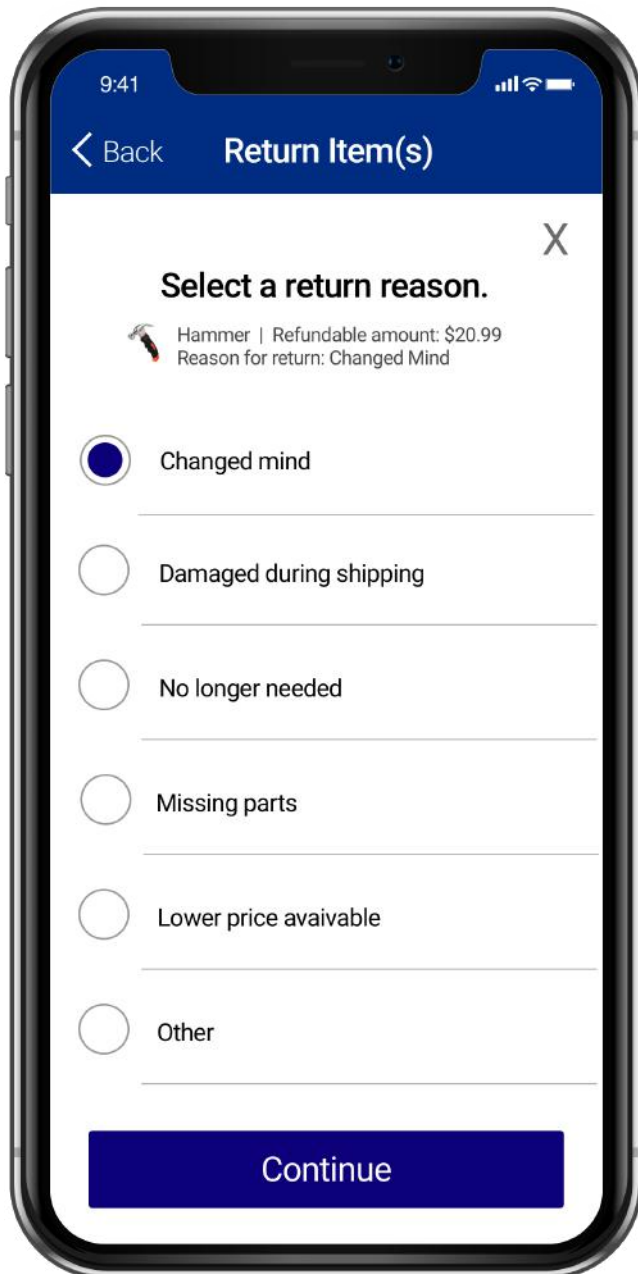 9:41
Back Return Item(s)
X
Select a return reason.
Hammer | Refundable amount: $20.99
Reason for return: Changed Mind
Changed mind
Damaged during shipping
No longer needed
Missing parts
Lower price avaivable
Other
Continue